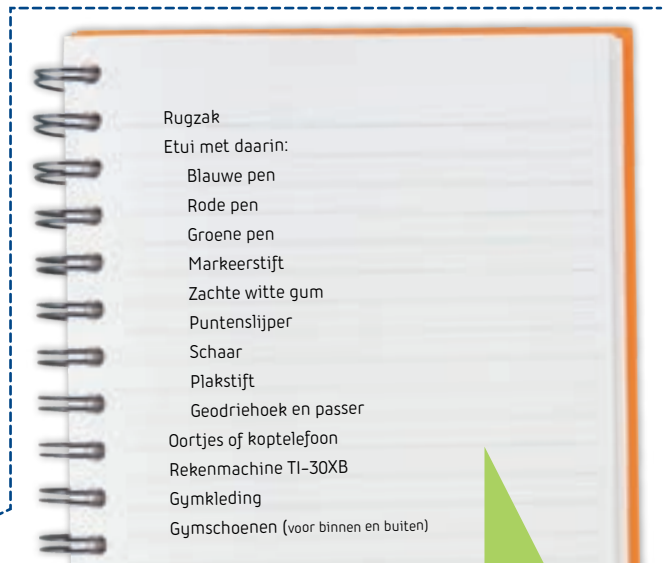 Rugzak
Etui met daarin:
Blauwe pen
Rode pen
Groene pen
Markeerstift
Zachte witte gum
Puntenslijper
Schaar
Plakstift
Geodriehoek en passer
Oortjes of koptelefoon
Rekenmachine TI-30XB
Gymkleding
Gymschoenen (voor binnen en buiten)